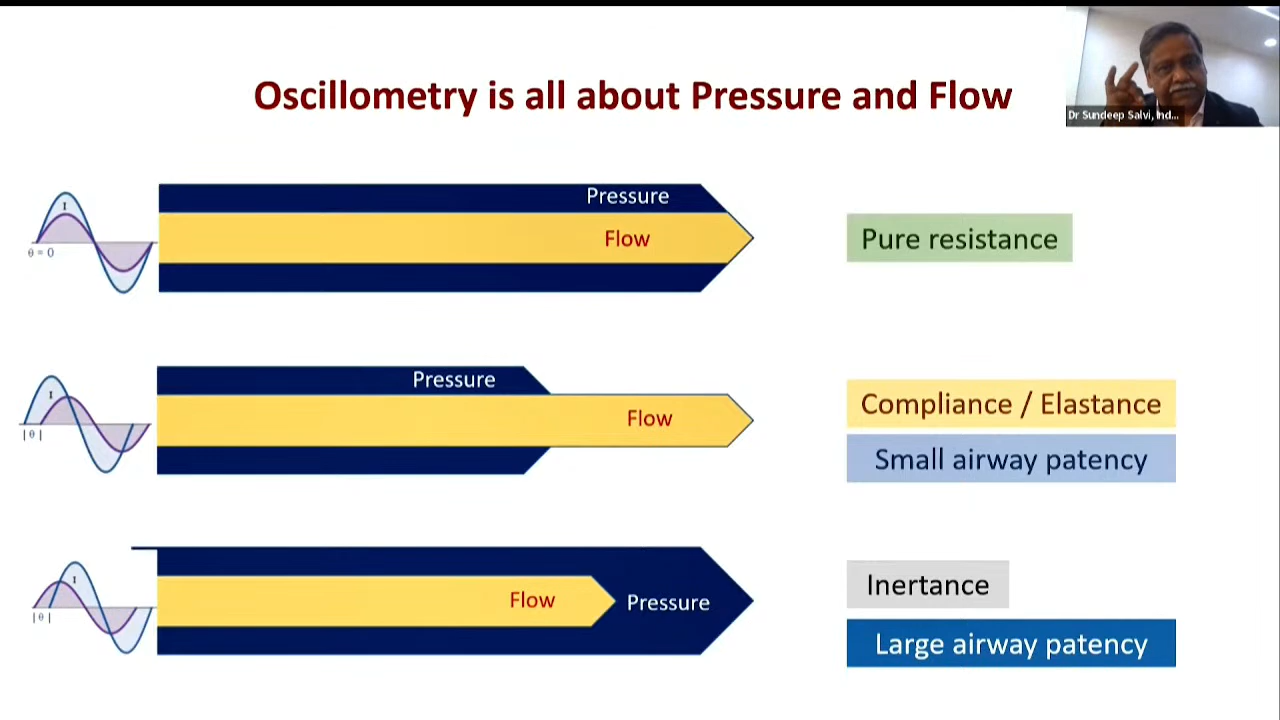 Oscillometry is all about Pressure and Flow
Dr Sundeep Salvi, Ind...
I
θ = 0
Pressure
Flow
Pure resistance
I
|θ|
Pressure
Flow
Compliance / Elastance
Small airway patency
I
|θ|
Flow
Pressure
Inertance
Large airway patency